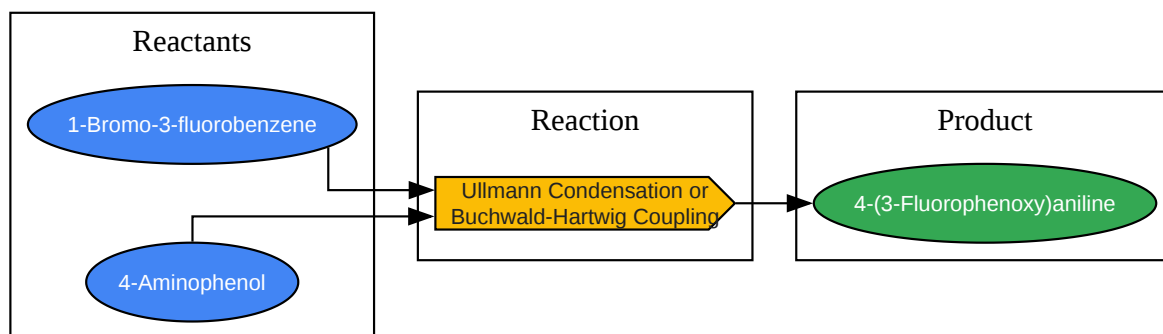 Reactants
1-Bromo-3-fluorobenzene
4-Aminophenol
Reaction
Ullmann Condensation or
Buchwald-Hartwig Coupling
Product
4-(3-Fluorophenoxy)aniline